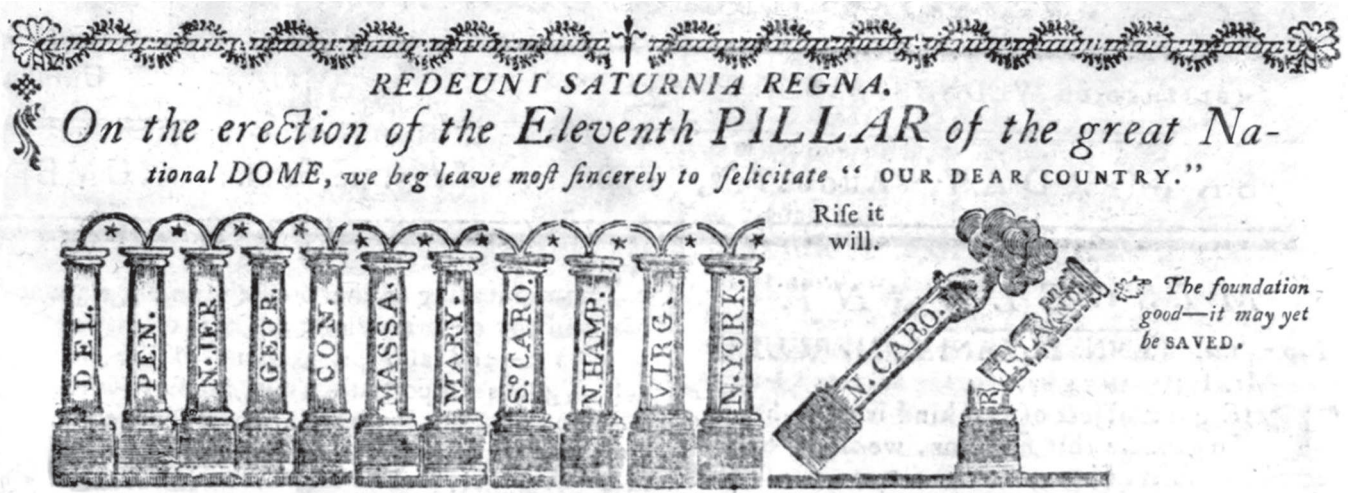 REDEUNT SATURNIA REGNA.
On the erection of the Eleventh PILLAR of the great Na-
tional DOME, we beg leave moſt ſincerely to felicitate “ OUR DEAR COUNTRY.”
Riſe it
will.
The foundation
good—it may yet
be SAVED.
DEL.
PEN.
N.JER.
GEOR.
CON.
MASSA.
MARY.
So. CARO.
N HAMP.
VIRG.
N.YORK.
N. CARO.